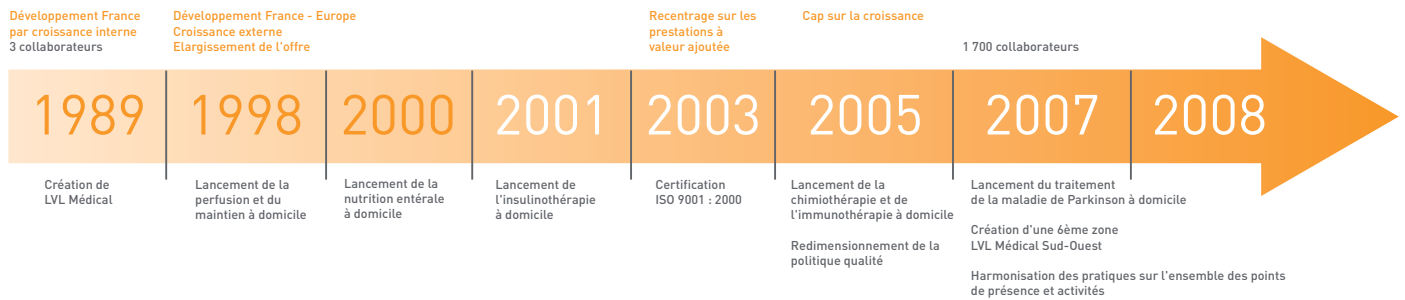 Développement France
par croissance interne
3 collaborateurs
Développement France - Europe
Croissance externe
Elargissement de l'offre
Recentrage sur les
prestations à
valeur ajoutée
Cap sur la croissance
1 700 collaborateurs
1989
1998
2000
2001
2003
2005
2007
2008
Création de
LVL Médical
Lancement de la
perfusion et du
maintien à domicile
Lancement de la
nutrition entérale
à domicile
Lancement de
l'insulinothérapie
à domicile
Certification
ISO 9001 : 2000
Lancement de la
chimiothérapie et de
l'immunothérapie à domicile
Redimensionnement de la
politique qualité
Lancement du traitement
de la maladie de Parkinson à domicile
Création d'une 6ème zone
LVL Médical Sud-Ouest
Harmonisation des pratiques sur l'ensemble des points
de présence et activités